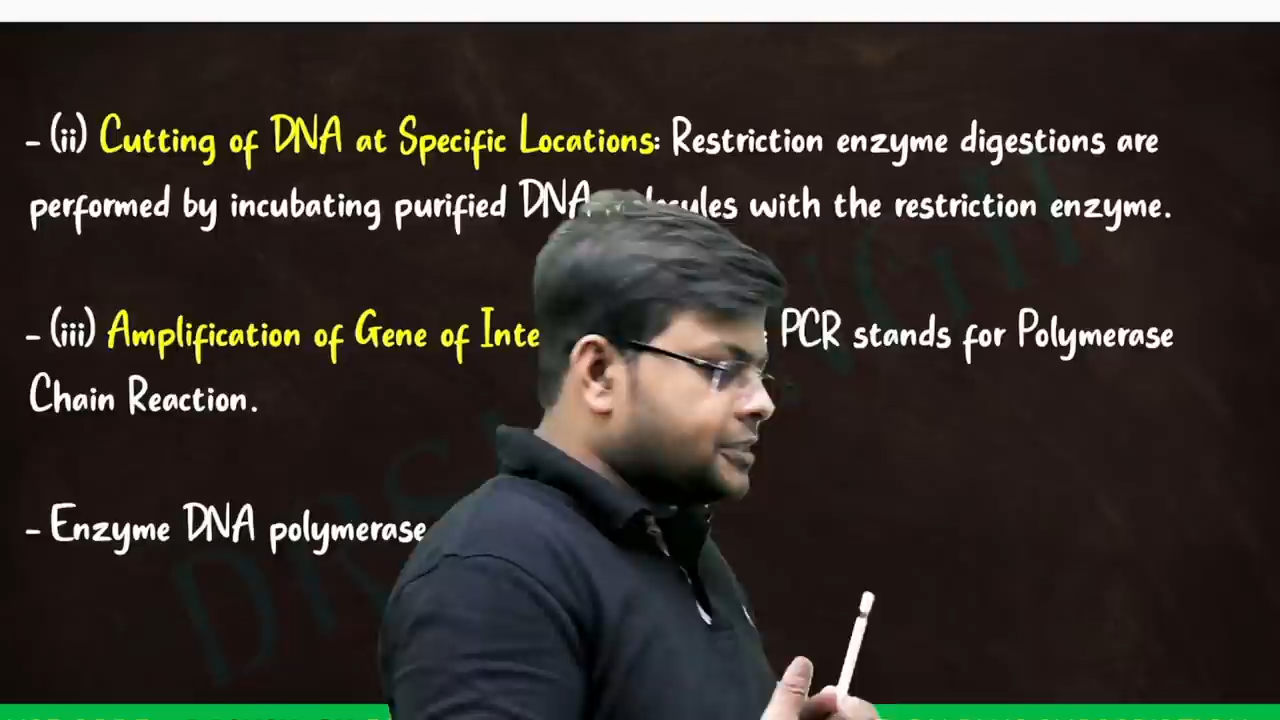 - (ii) Cutting of DNA at Specific Locations: Restriction enzyme digestions are
performed by incubating purified DNA with the restriction enzyme.
- (iii) Amplification of Gene of PCR stands for Polymerase
Chain Reaction.
- Enzyme DNA polymerase